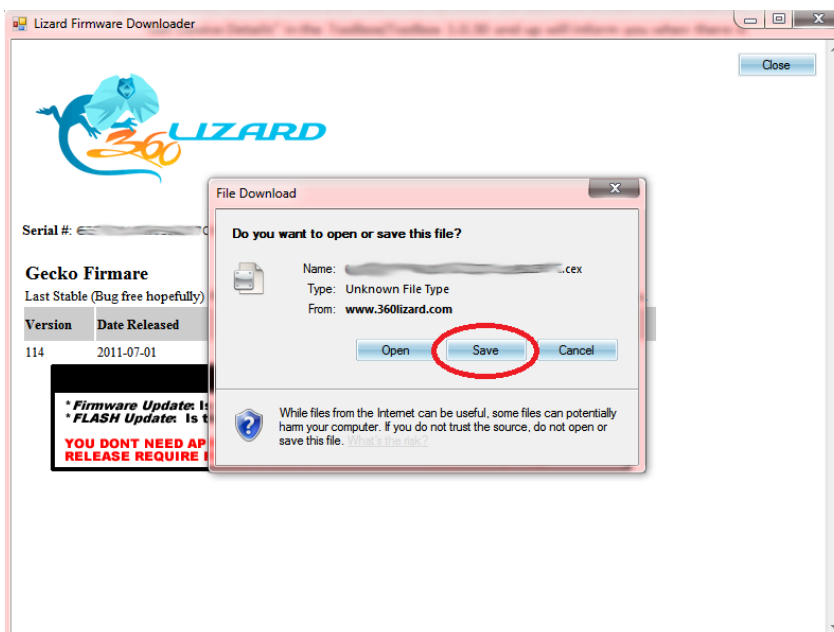 Lizard Firmware Downloader
Close
360 LIZARD
Serial #:
File Download
Do you want to open or save this file?
Name: .cex
Type: Unknown File Type
From: www.360lizard.com
Open Save Cancel
While files from the Internet can be useful, some files can potentially
harm your computer. If you do not trust the source, do not open or
save this file. What's the risk?
Gecko Firmare
Last Stable (Bug free hopefully)
Version Date Released
114 2011-07-01
*Firmware Update: Is
*FLASH Update: Is t
YOU DONT NEED AP
RELEASE REQUIRE